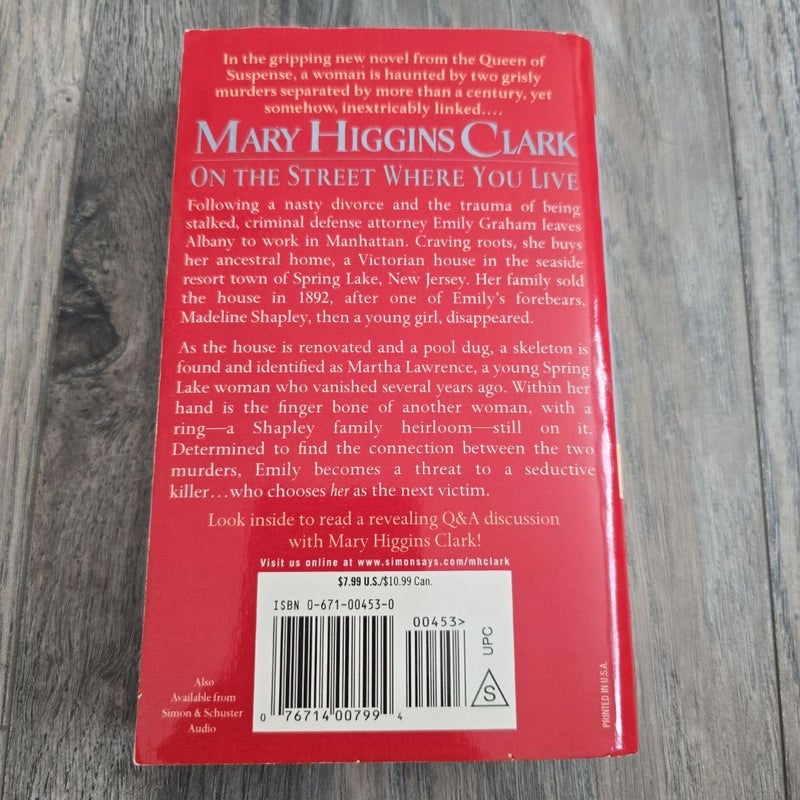 In the gripping new novel from the Queen of
Suspense, a woman is haunted by two grisly
murders separated by more than a century, yet
somehow, inextricably linked....
MARY HIGGINS CLARK
ON THE STREET WHERE YOU LIVE
Following a nasty divorce and the trauma of being
stalked, criminal defense attorney Emily Graham leaves
Albany to work in Manhattan. Craving roots, she buys
her ancestral home, a Victorian house in the seaside
resort town of Spring Lake, New Jersey. Her family sold
the house in 1892, after one of Emily's forebears,
Madeline Shapley, then a young girl, disappeared.
As the house is renovated and a pool dug, a skeleton is
found and identified as Martha Lawrence, a young Spring
Lake woman who vanished several years ago. Within her
hand is the finger bone of another woman, with a
ring—a Shapley family heirloom—still on it.
Determined to find the connection between the two
murders, Emily becomes a threat to a seductive
killer...who chooses her as the next victim.
Look inside to read a revealing Q&A discussion
with Mary Higgins Clark!
Visit us online at www.simonsays.com/mhclark
$7.99 U.S./$10.99 Can.
ISBN 0-671-00453-0
00453>
UPC
S
0 76714 00799 4
Also
Available from
Simon & Schuster
Audio
PRINTED IN U.S.A.